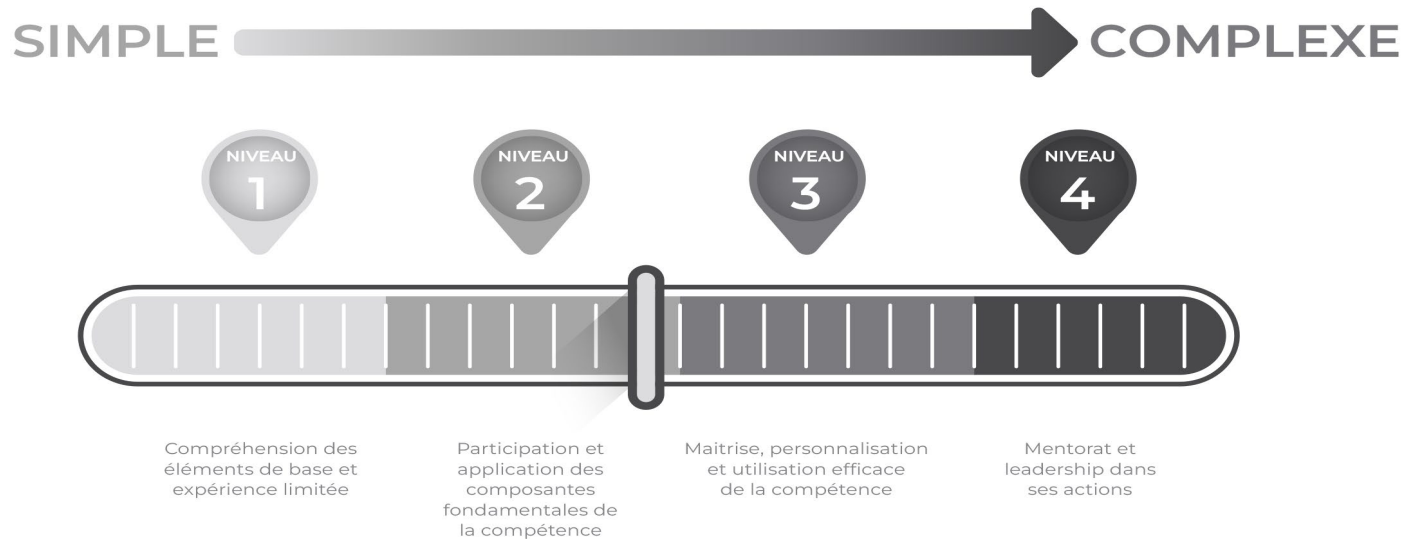 SIMPLE
COMPLEXE
NIVEAU
1
NIVEAU
2
NIVEAU
3
NIVEAU
4
Compréhension des
éléments de base et
expérience limitée
Participation et
application des
composantes
fondamentales de
la compétence
Maitrise, personnalisation
et utilisation efficace
de la compétence
Mentorat et
leadership dans
ses actions